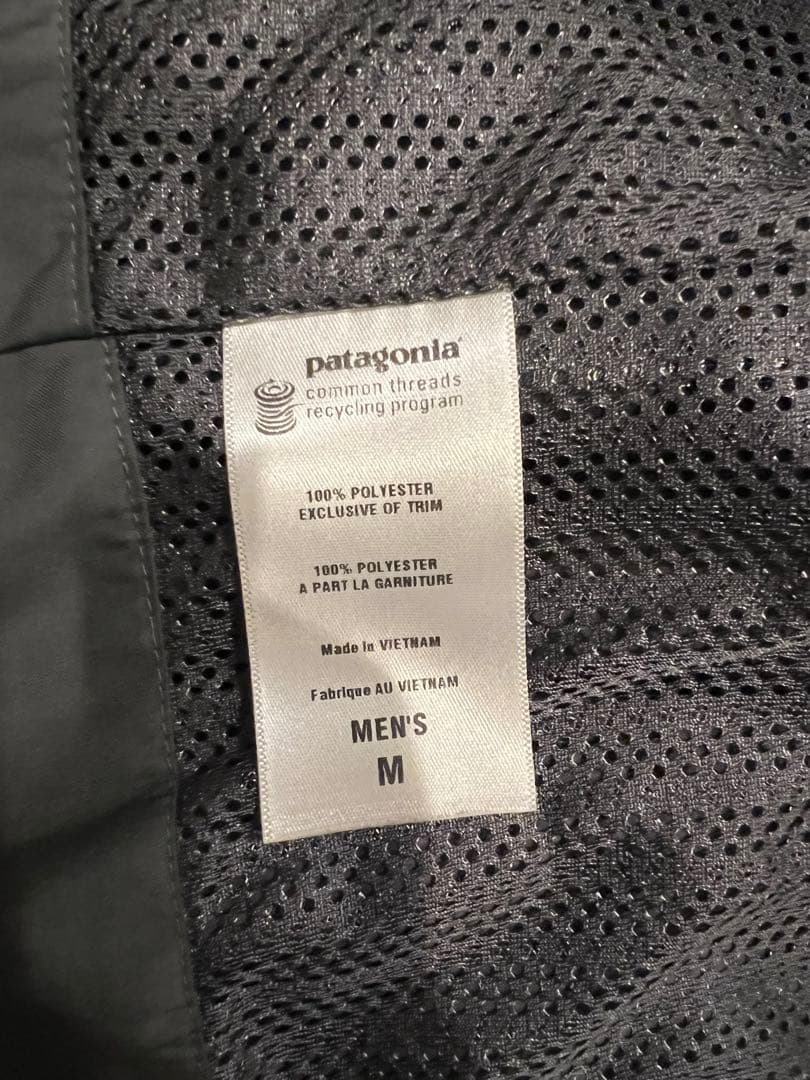 patagonia
common threads
recycling program
100% POLYESTER
EXCLUSIVE OF TRIM
100% POLYESTER
A PART LA GARNITURE
Made in VIETNAM
Fabrique AU VIETNAM
MEN'S
M